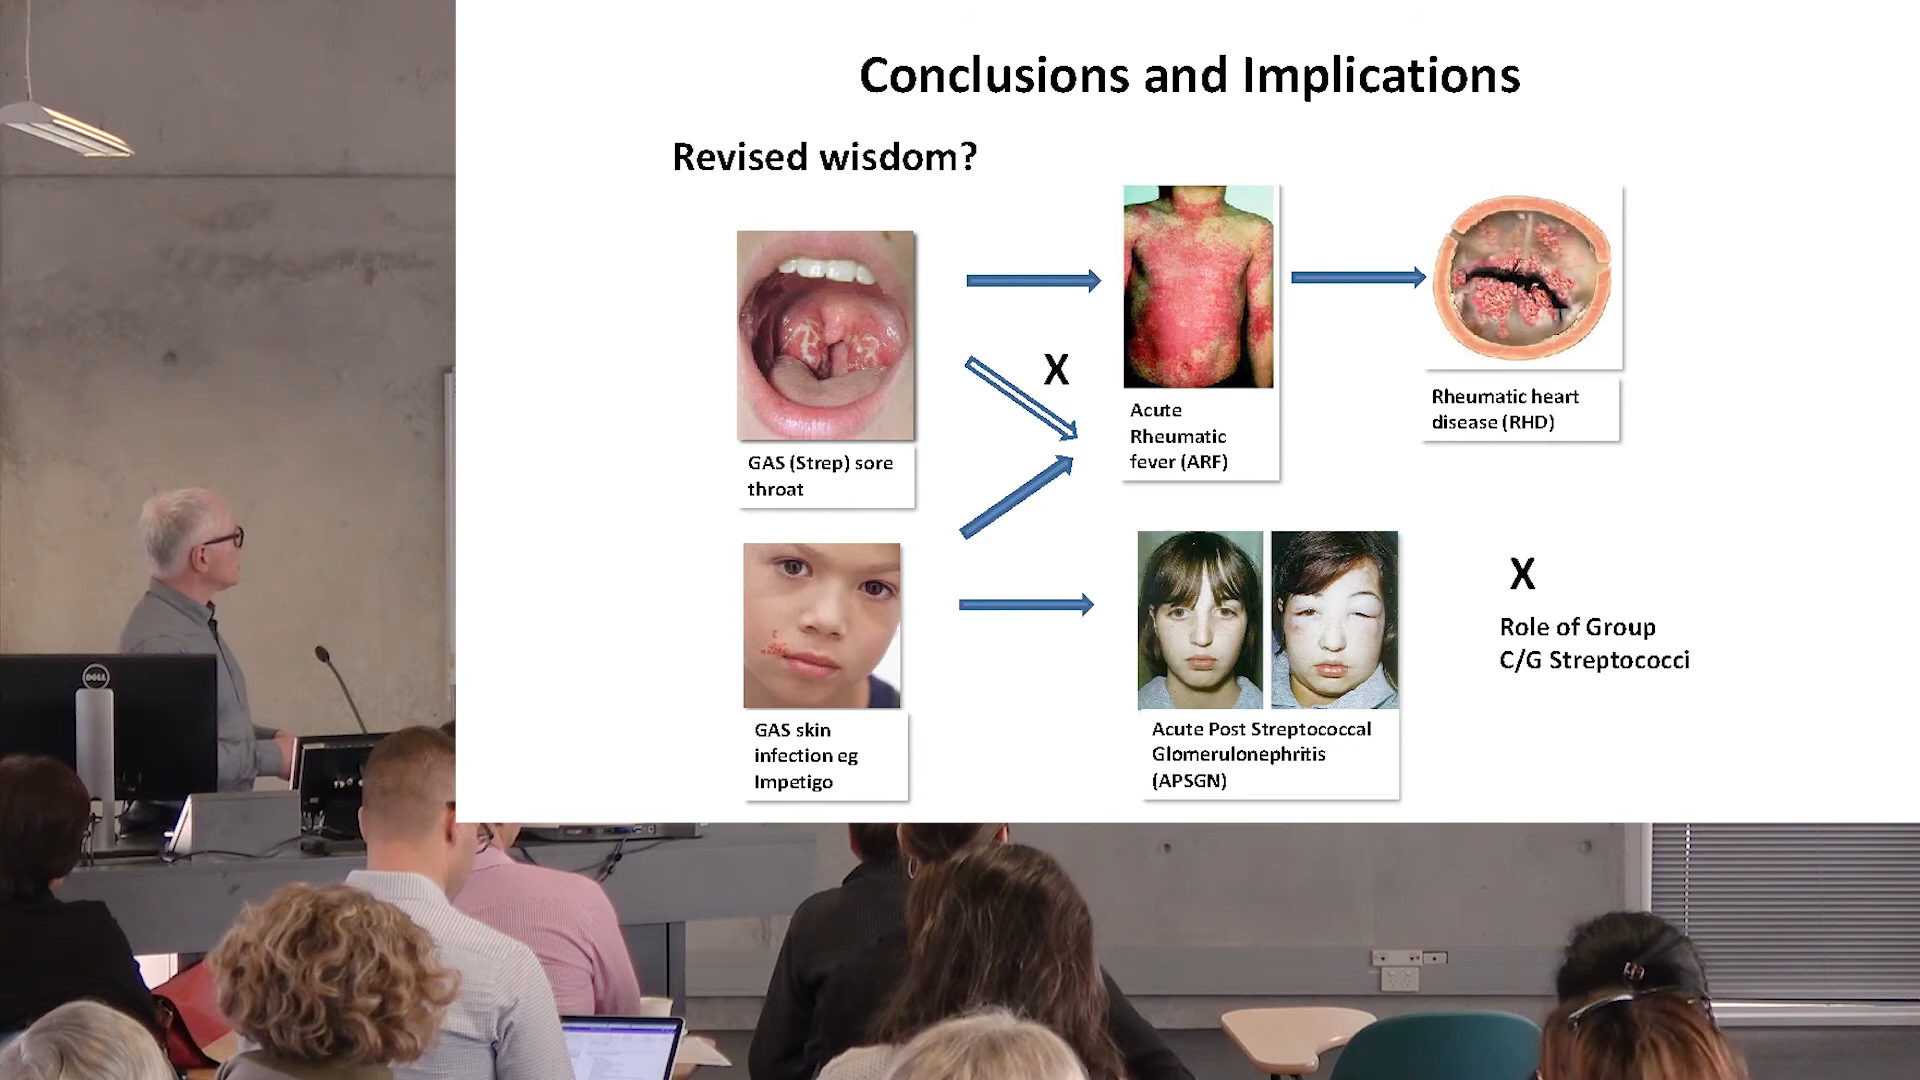 Conclusions and Implications
Revised wisdom?
GAS (Strep) sore
throat
X
Acute
Rheumatic
fever (ARF)
Rheumatic heart
disease (RHD)
GAS skin
infection eg
Impetigo
Acute Post Streptococcal
Glomerulonephritis
(APSGN)
X
Role of Group
C/G Streptococci
DELL